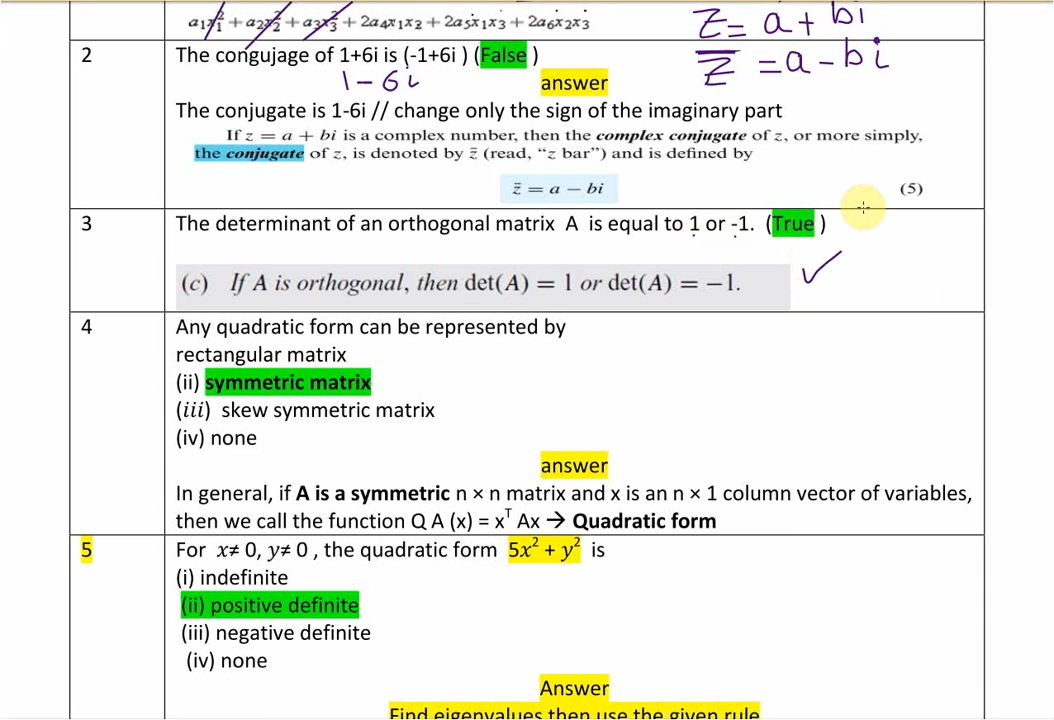 a₁x₁² + a₂x₂² + a₃x₃² + 2a₄x₁x₂ + 2a₅x₁x₃ + 2a₆x₂x₃
z = a + bi
2
The congujage of 1+6i is (-1+6i ) (False )
z̄ = a - bi
1 - 6i
answer
The conjugate is 1-6i // change only the sign of the imaginary part
If z = a + bi is a complex number, then the complex conjugate of z, or more simply,
the conjugate of z, is denoted by z̄ (read, “z bar”) and is defined by
z̄ = a − bi (5)
3
The determinant of an orthogonal matrix A is equal to 1 or -1. (True )
(c) If A is orthogonal, then det(A) = 1 or det(A) = −1.
4
Any quadratic form can be represented by
rectangular matrix
(ii) symmetric matrix
(iii) skew symmetric matrix
(iv) none
answer
In general, if A is a symmetric n × n matrix and x is an n × 1 column vector of variables,
then we call the function Q A (x) = xᵀ Ax → Quadratic form
5
For x≠ 0, y≠ 0 , the quadratic form 5x² + y² is
(i) indefinite
(ii) positive definite
(iii) negative definite
(iv) none
Answer
Find eigenvalues then use the given rule